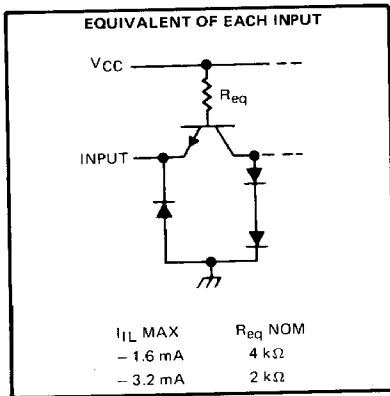 EQUIVALENT OF EACH INPUT
VCC
Req
INPUT
IIL MAX Req NOM
– 1.6 mA 4 kΩ
– 3.2 mA 2 kΩ